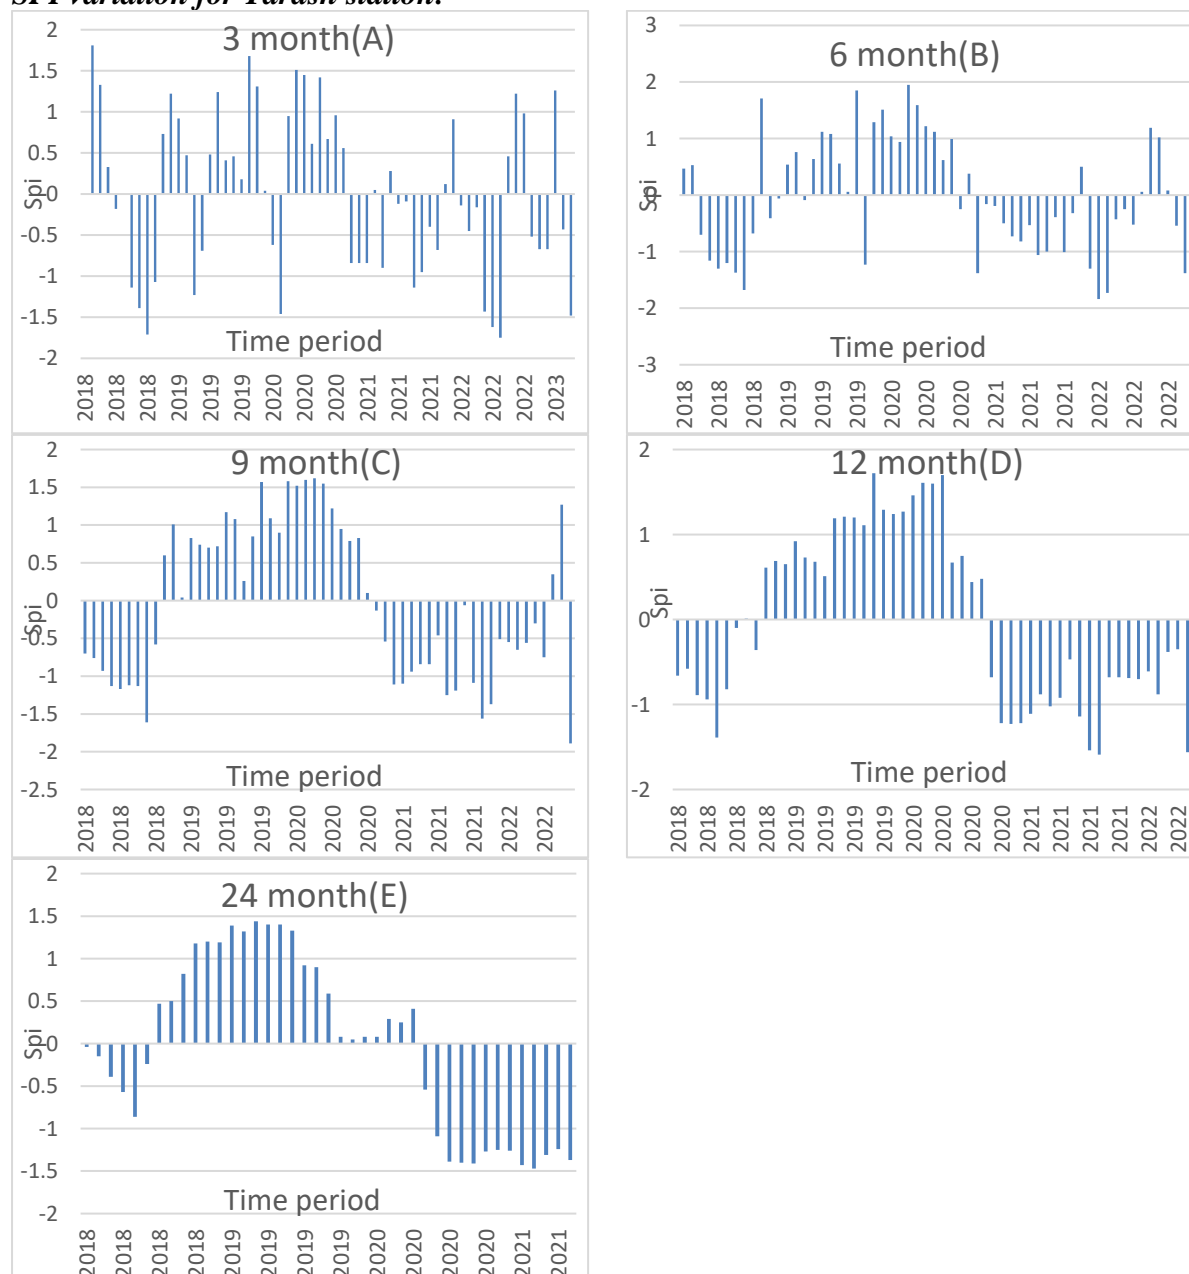 SPI variation for Tarash station:
3 month(A)
2
1.5
1
0.5
0
-0.5
-1
-1.5
-2
Spi
Time period
2018 2018 2018 2019 2019 2019 2020 2020 2020 2021 2021 2021 2022 2022 2022 2023
6 month(B)
3
2
1
0
-1
-2
-3
Spi
Time period
2018 2018 2018 2019 2019 2019 2020 2020 2020 2021 2021 2021 2022 2022 2022
9 month(C)
2
1.5
1
0.5
0
-0.5
-1
-1.5
-2
-2.5
Spi
Time period
2018 2018 2018 2019 2019 2019 2020 2020 2020 2021 2021 2021 2022 2022
12 month(D)
2
1
0
-1
-2
Spi
Time period
2018 2018 2018 2018 2019 2019 2019 2019 2020 2020 2020 2020 2021 2021 2021 2021 2022 2022
24 month(E)
2
1.5
1
0.5
0
-0.5
-1
-1.5
-2
Spi
Time period
2018 2018 2018 2018 2019 2019 2019 2019 2020 2020 2020 2020 2021 2021